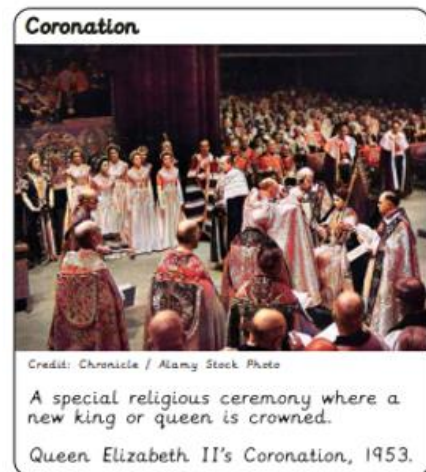 Coronation
Credit: Chronicle / Alamy Stock Photo
A special religious ceremony where a
new king or queen is crowned.
Queen Elizabeth II's Coronation, 1953.